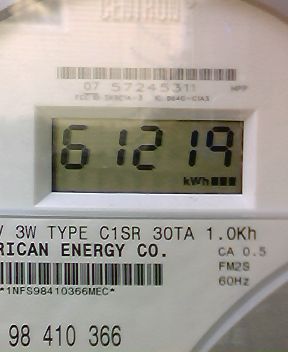 CENTRON
07 57245311
61219
kWh
V 3W TYPE C1SR 30TA 1.0Kh
RICAN ENERGY CO.
CA 0.5
FM2S
60Hz
*1NFS98410366MEC*
98 410 366